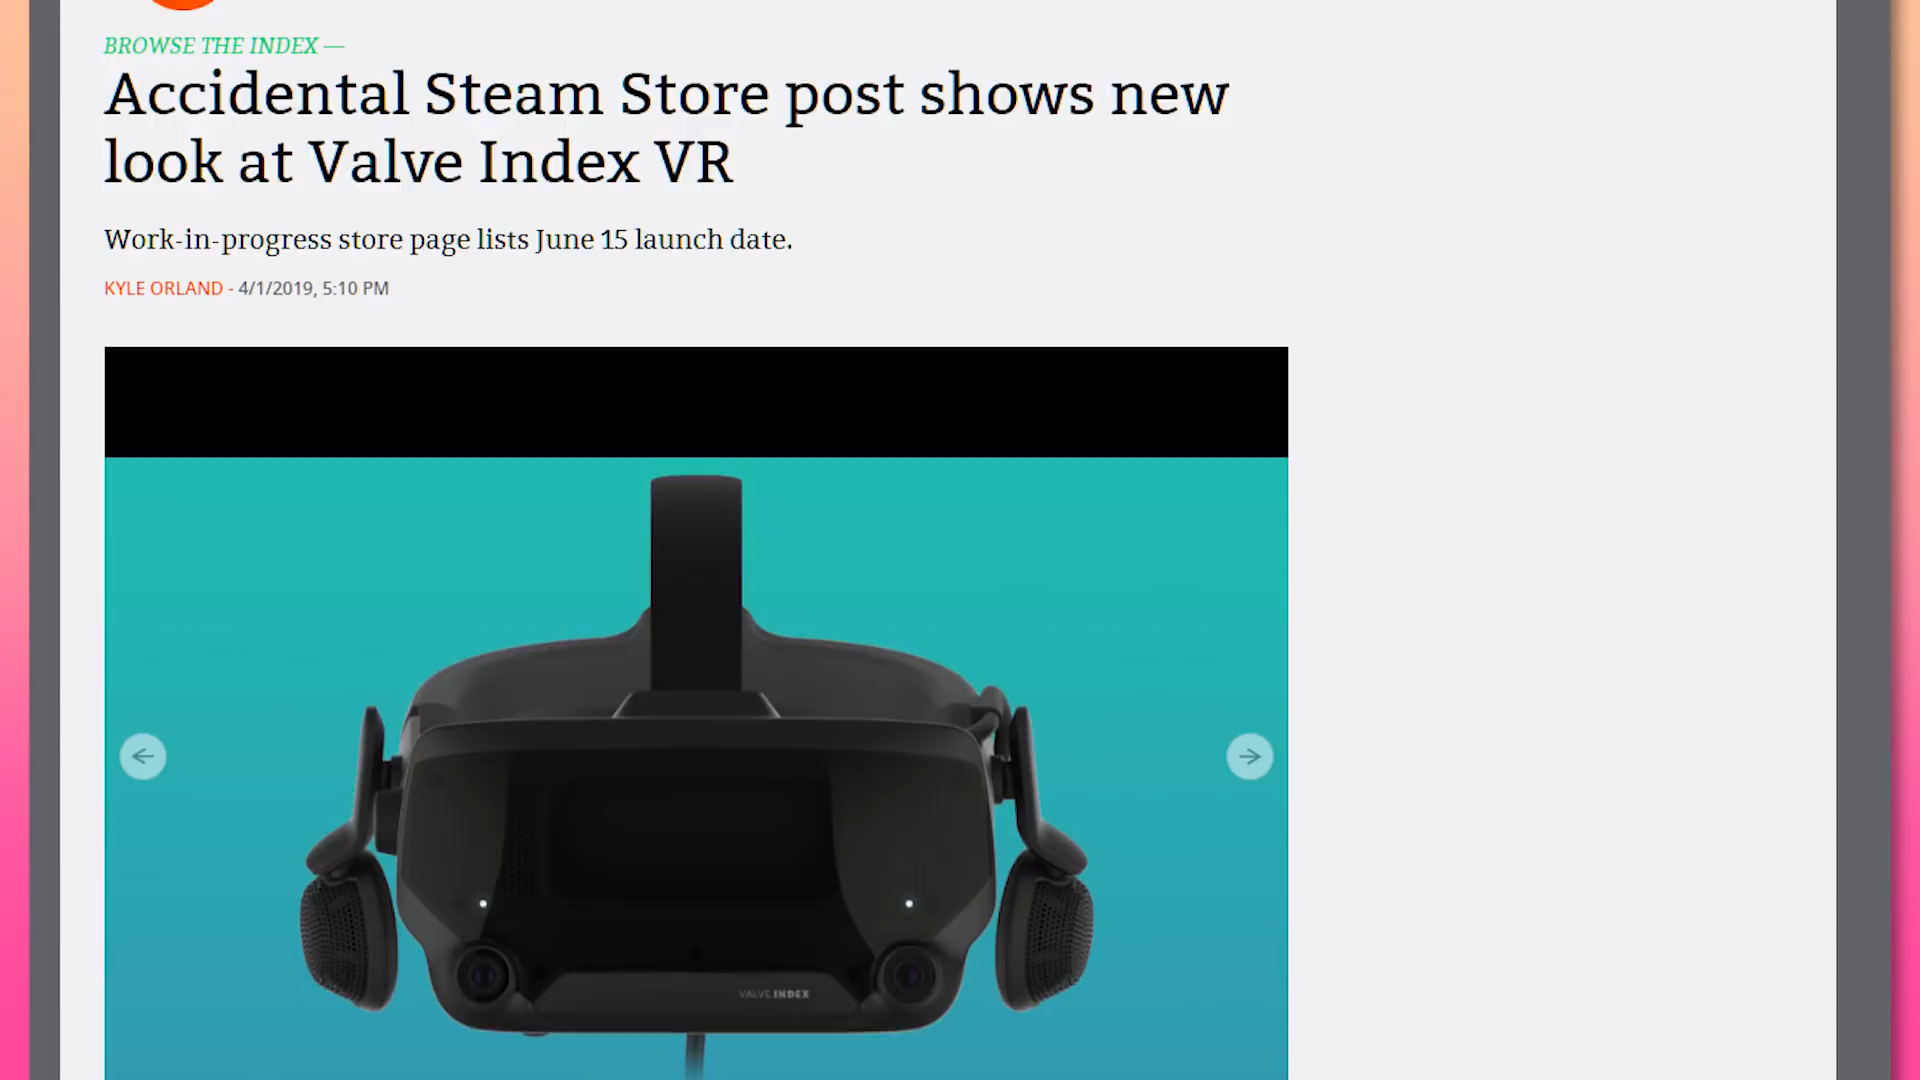 BROWSE THE INDEX —
Accidental Steam Store post shows new
look at Valve Index VR
Work-in-progress store page lists June 15 launch date.
KYLE ORLAND - 4/1/2019, 5:10 PM
VALVE INDEX